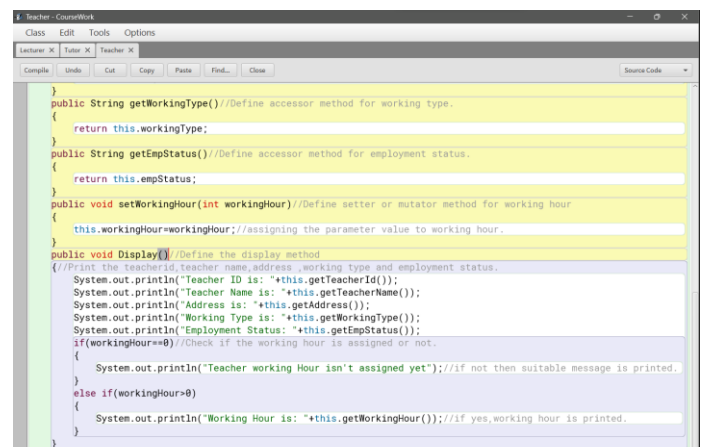 Teacher - CourseWork
Class Edit Tools Options
Lecturer X Tutor X Teacher X
Compile Undo Cut Copy Paste Find... Close Source Code
}
public String getWorkingType()//Define accessor method for working type.
{
return this.workingType;
}
public String getEmpStatus()//Define accessor method for employment status.
{
return this.empStatus;
}
public void setWorkingHour(int workingHour)//Define setter or mutator method for working hour
{
this.workingHour=workingHour;//assigning the parameter value to working hour.
}
public void Display()//Define the display method
{//Print the teacherid,teacher name,address ,working type and employment status.
System.out.println("Teacher ID is: "+this.getTeacherId());
System.out.println("Teacher Name is: "+this.getTeacherName());
System.out.println("Address is: "+this.getAddress());
System.out.println("Working Type is: "+this.getWorkingType());
System.out.println("Employment Status: "+this.getEmpStatus());
if(workingHour==0)//Check if the working hour is assigned or not.
{
System.out.println("Teacher working Hour isn't assigned yet");//if not then suitable message is printed.
}
else if(workingHour>0)
{
System.out.println("Working Hour is: "+this.getWorkingHour());//if yes,working hour is printed.
}
}